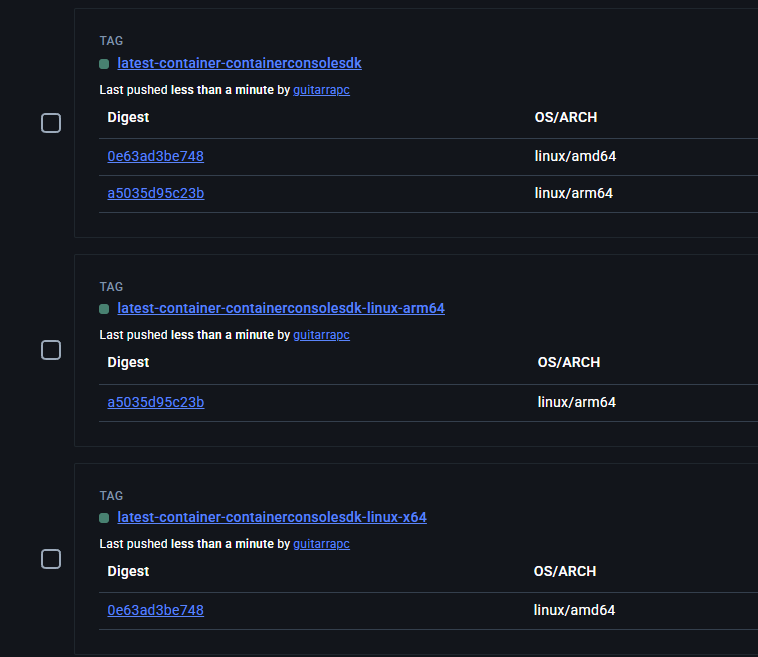 TAG
latest-container-containerconsolesdk
Last pushed less than a minute by guitarrapc
Digest OS/ARCH
0e63ad3be748 linux/amd64
a5035d95c23b linux/arm64
TAG
latest-container-containerconsolesdk-linux-arm64
Last pushed less than a minute by guitarrapc
Digest OS/ARCH
a5035d95c23b linux/arm64
TAG
latest-container-containerconsolesdk-linux-x64
Last pushed less than a minute by guitarrapc
Digest OS/ARCH
0e63ad3be748 linux/amd64